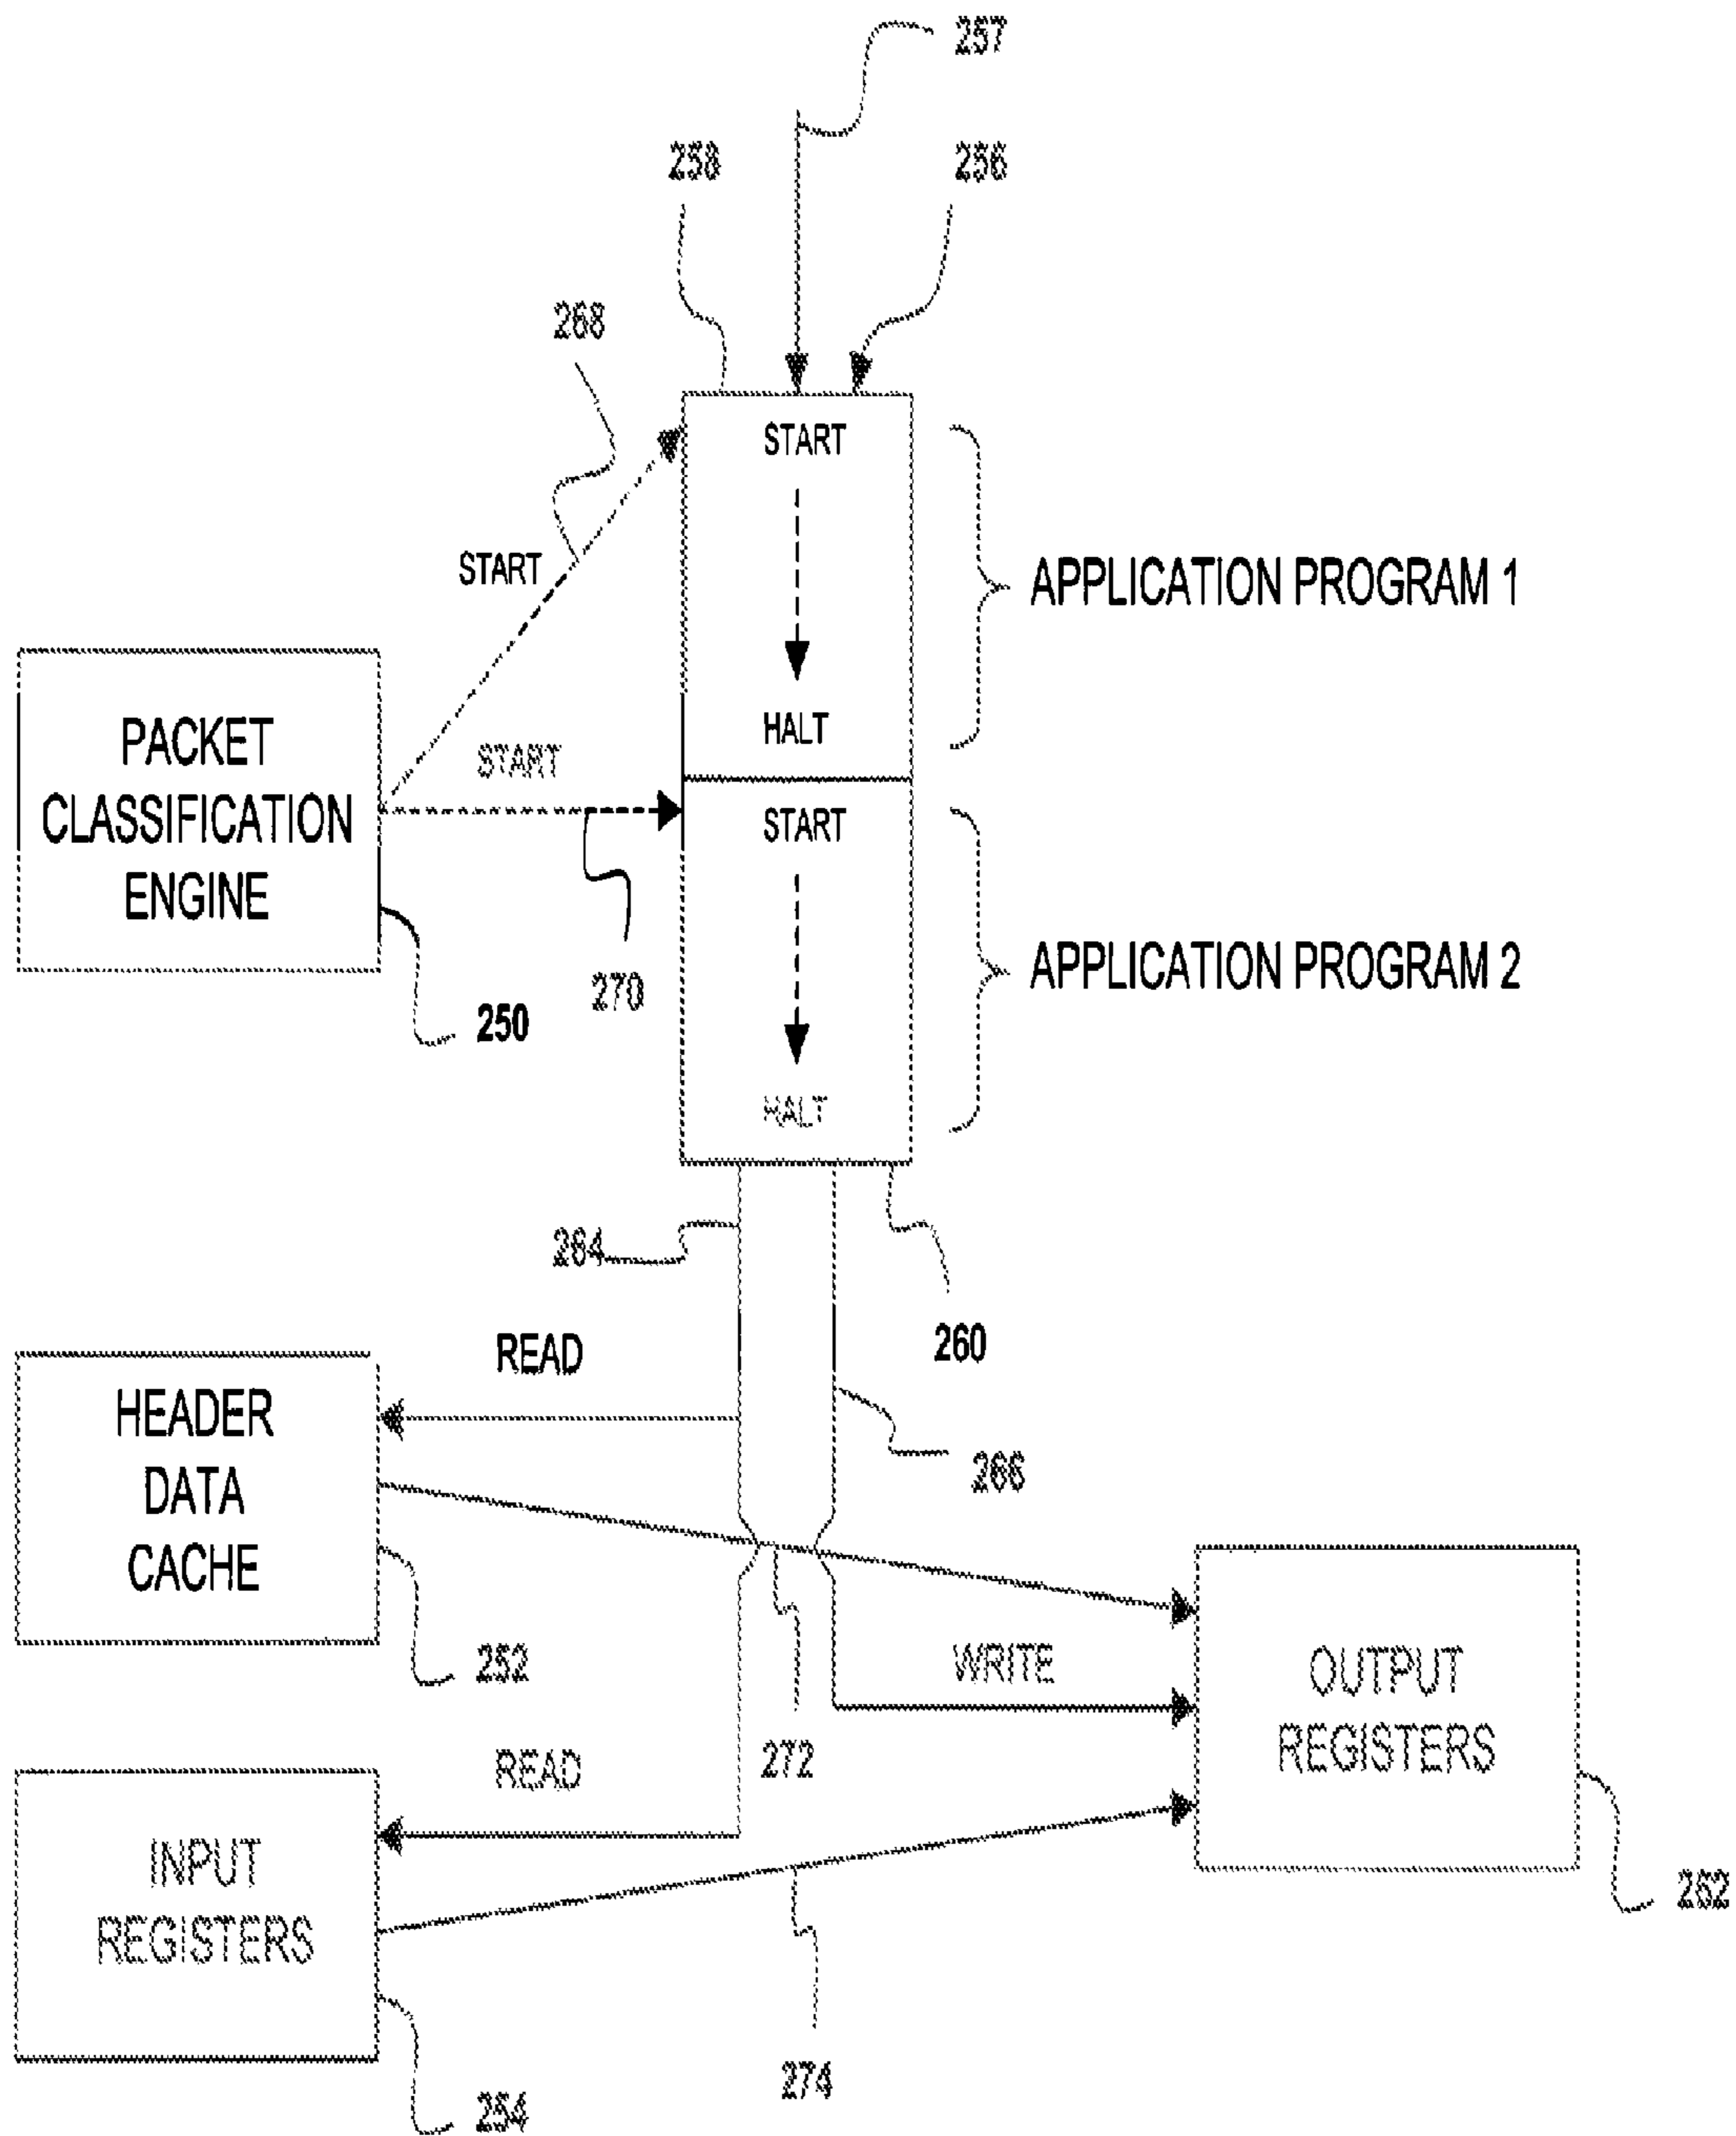 257
258
256
268
START
APPLICATION PROGRAM 1
START
HALT
PACKET
CLASSIFICATION
ENGINE
START
START
APPLICATION PROGRAM 2
270
250
HALT
264
260
READ
HEADER
DATA
CACHE
266
252
WRITE
OUTPUT
REGISTERS
272
READ
INPUT
REGISTERS
262
274
254